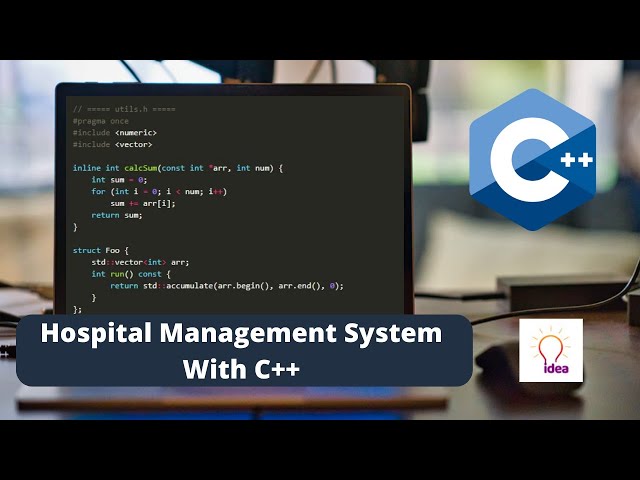 // ===== utils.h =====
#pragma once
#include <numeric>
#include <vector>
inline int calcSum(const int *arr, int num) {
int sum = 0;
for (int i = 0; i < num; i++)
sum += arr[i];
return sum;
}
struct Foo {
std::vector<int> arr;
int run() const {
return std::accumulate(arr.begin(), arr.end(), 0);
}
};
C++
Hospital Management System
With C++
idea